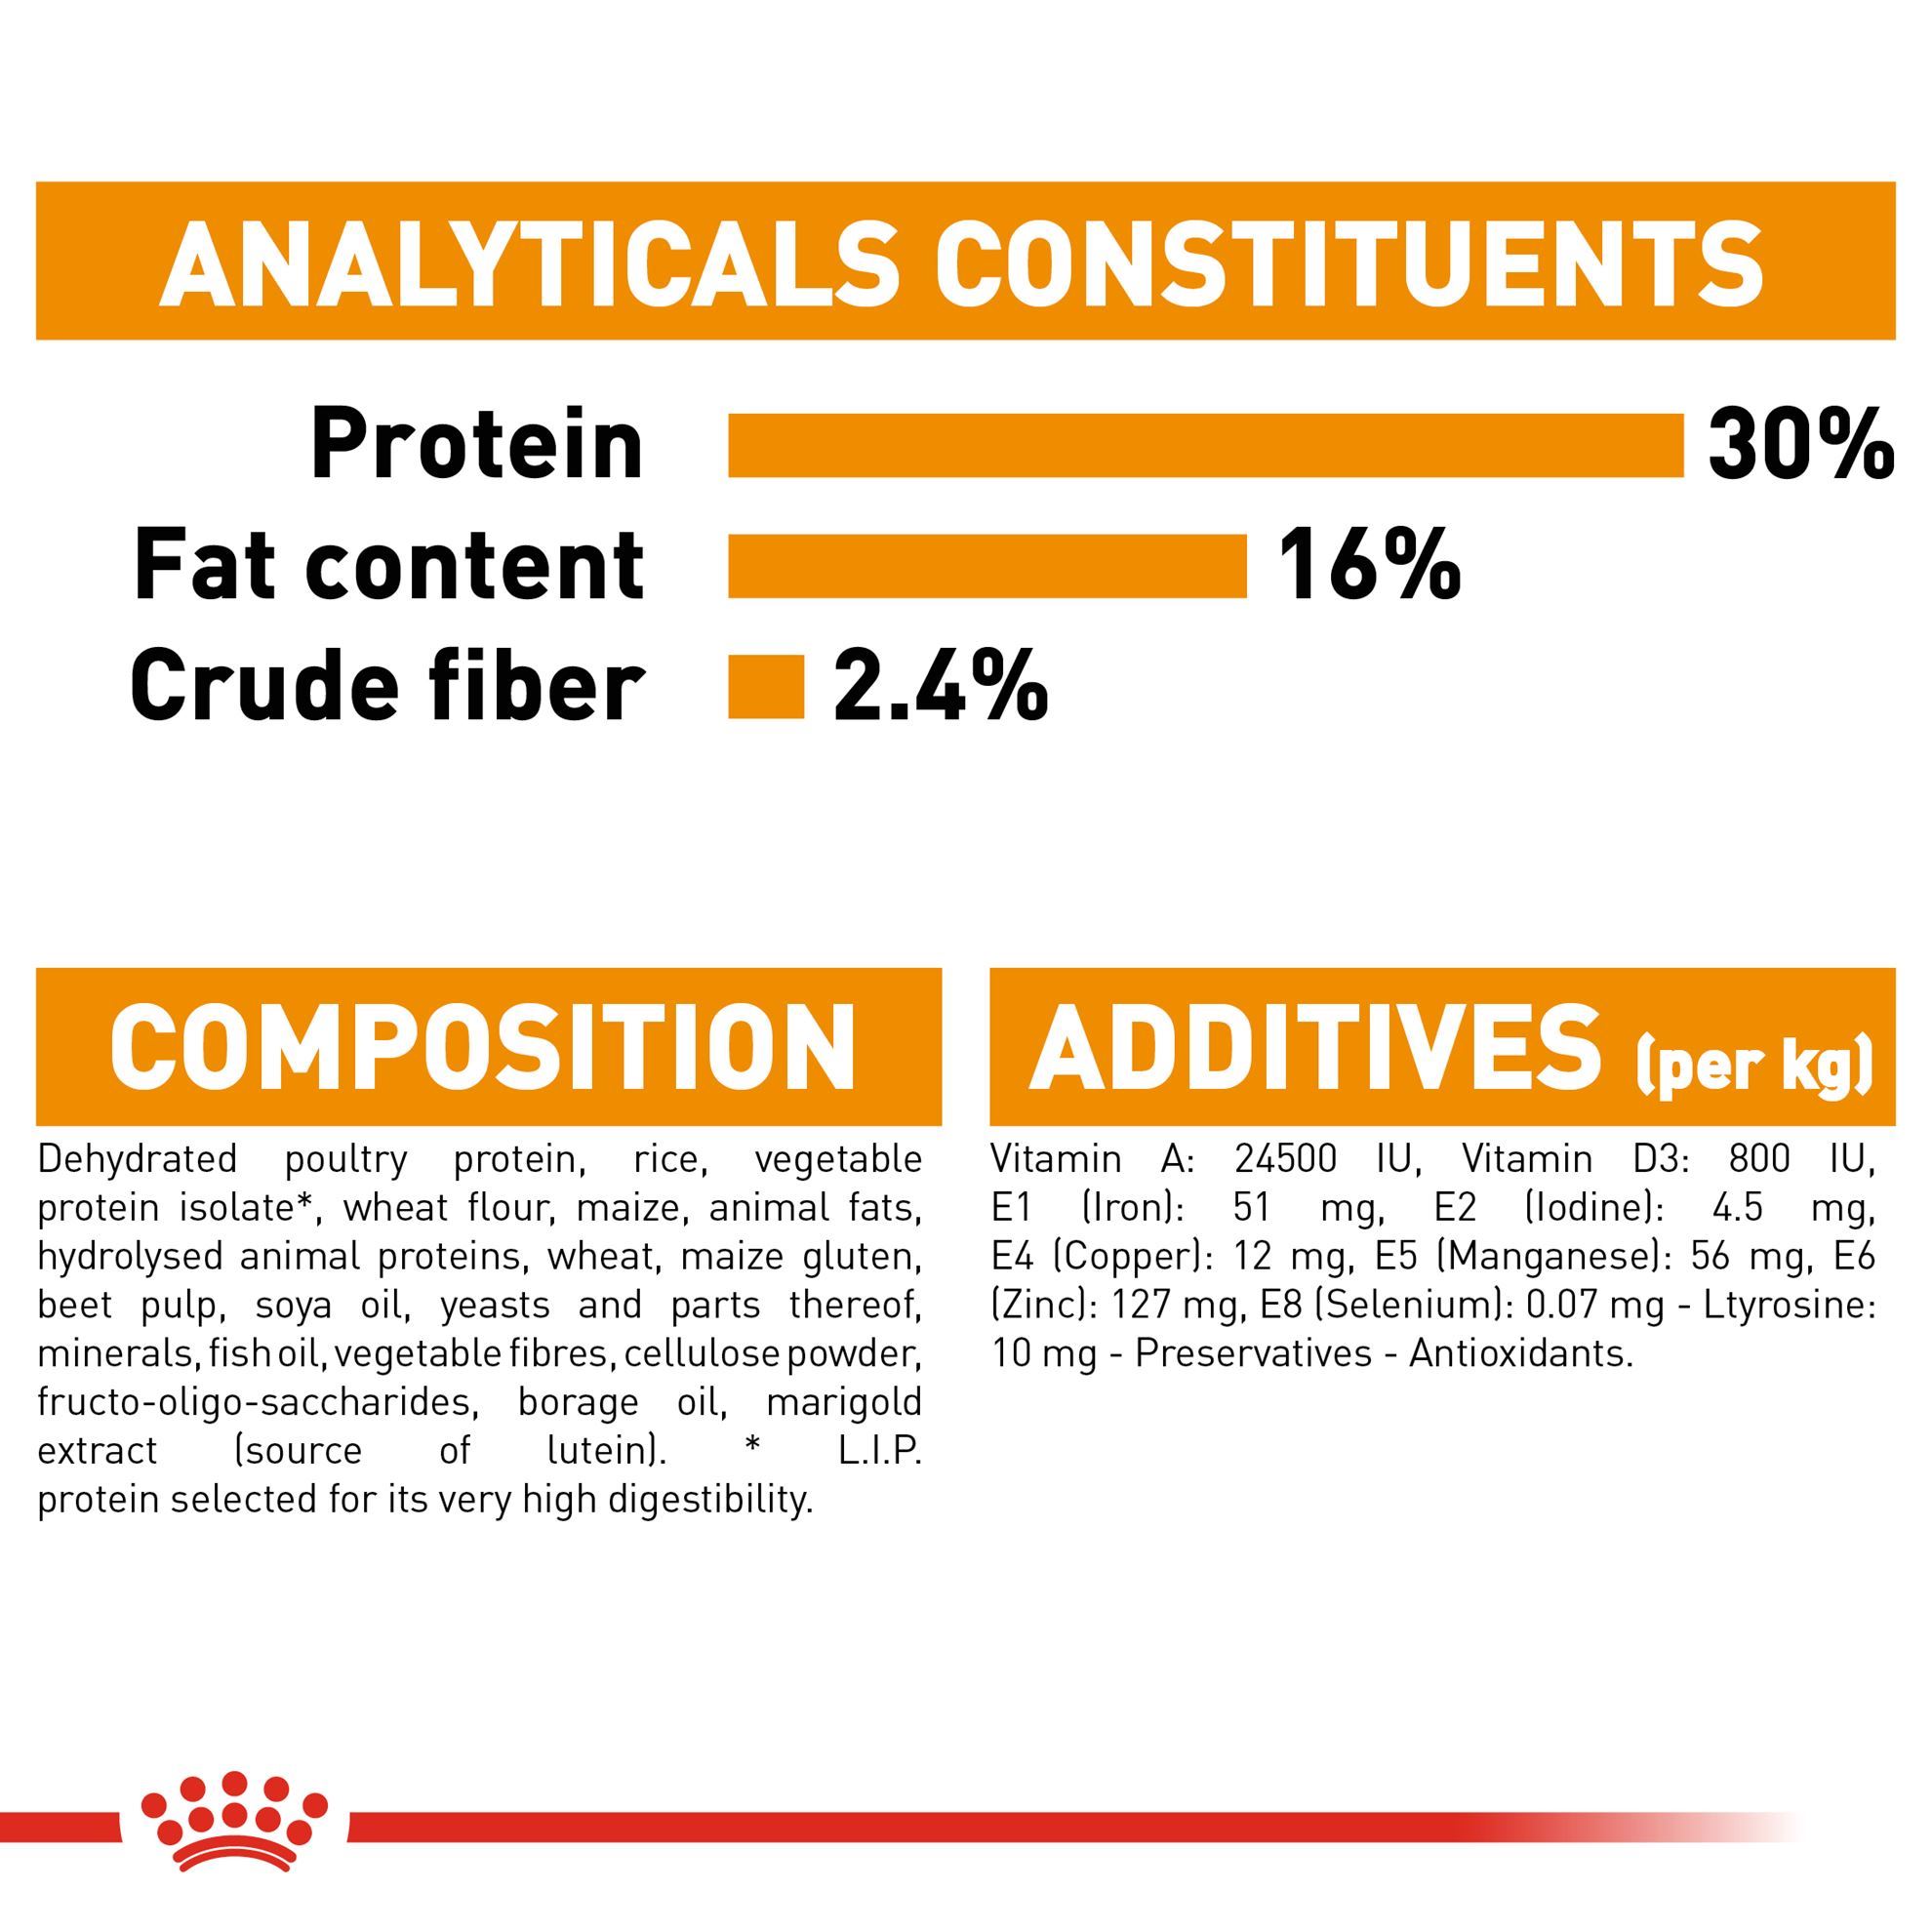 ANALYTICALS CONSTITUENTS
Protein 30%
Fat content 16%
Crude fiber 2.4%
COMPOSITION
Dehydrated poultry protein, rice, vegetable
protein isolate*, wheat flour, maize, animal fats,
hydrolysed animal proteins, wheat, maize gluten,
beet pulp, soya oil, yeasts and parts thereof,
minerals, fish oil, vegetable fibres, cellulose powder,
fructo-oligo-saccharides, borage oil, marigold
extract (source of lutein). * L.I.P.
protein selected for its very high digestibility.
ADDITIVES (per kg)
Vitamin A: 24500 IU, Vitamin D3: 800 IU,
E1 (Iron): 51 mg, E2 (Iodine): 4.5 mg,
E4 (Copper): 12 mg, E5 (Manganese): 56 mg, E6
(Zinc): 127 mg, E8 (Selenium): 0.07 mg - Ltyrosine:
10 mg - Preservatives - Antioxidants.